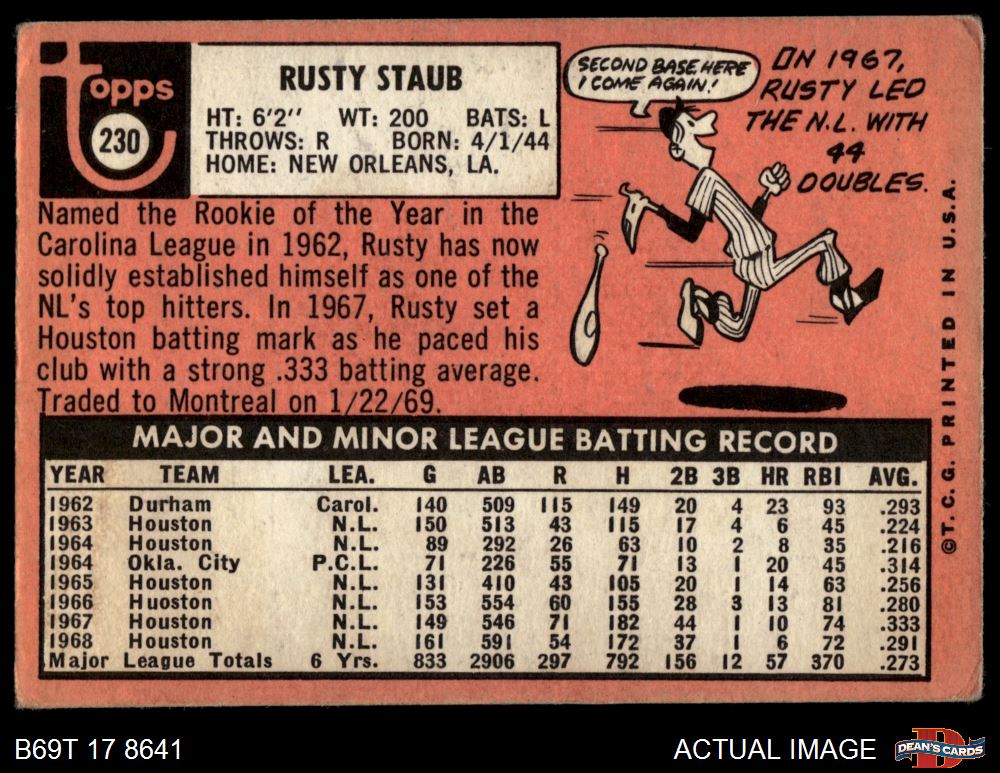 topps
230
RUSTY STAUB
HT: 6'2" WT: 200 BATS: L
THROWS: R BORN: 4/1/44
HOME: NEW ORLEANS, LA.
SECOND BASE HERE
I COME AGAIN!
ON 1967,
RUSTY LED
THE N.L. WITH
44
DOUBLES.
Named the Rookie of the Year in the
Carolina League in 1962, Rusty has now
solidly established himself as one of the
NL's top hitters. In 1967, Rusty set a
Houston batting mark as he paced his
club with a strong .333 batting average.
Traded to Montreal on 1/22/69.
MAJOR AND MINOR LEAGUE BATTING RECORD
YEAR TEAM LEA. G AB R H 2B 3B HR RBI AVG.
1962 Durham Carol. 140 509 115 149 20 4 23 93 .293
1963 Houston N.L. 150 513 43 115 17 4 6 45 .224
1964 Houston N.L. 89 292 26 63 10 2 8 35 .216
1964 Okla. City P.C.L. 71 226 55 71 13 1 20 45 .314
1965 Houston N.L. 131 410 43 105 20 1 14 63 .256
1966 Huoston N.L. 153 554 60 155 28 3 13 81 .280
1967 Houston N.L. 149 546 71 182 44 1 10 74 .333
1968 Houston N.L. 161 591 54 172 37 1 6 72 .291
Major League Totals 6 Yrs. 833 2906 297 792 156 12 57 370 .273
©T. C. G. PRINTED IN U.S.A.
B69T 17 8641
ACTUAL IMAGE
D
DEAN'S CARDS